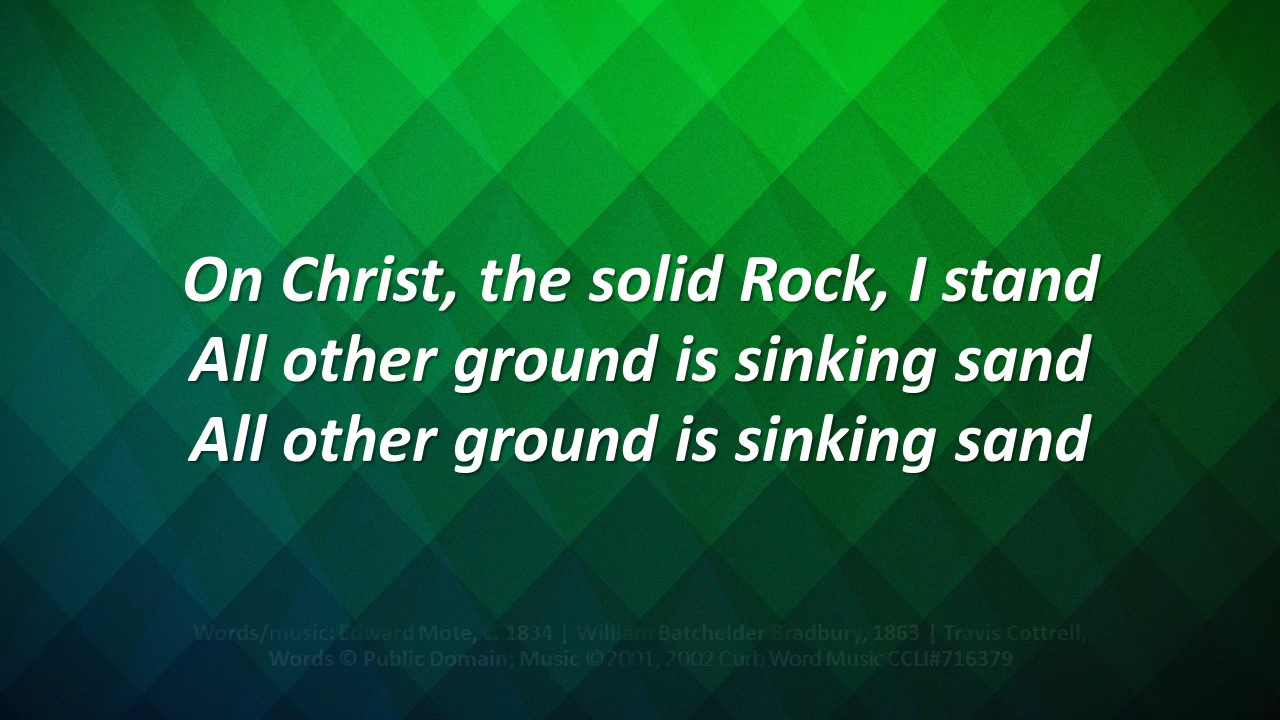 On Christ, the solid Rock, I stand
All other ground is sinking sand
All other ground is sinking sand
Words/music: Edward Mote, c. 1834 | William Batchelder Bradbury, 1863 | Travis Cottrell,
Words © Public Domain; Music ©2001, 2002 Curb Word Music CCLI#716379